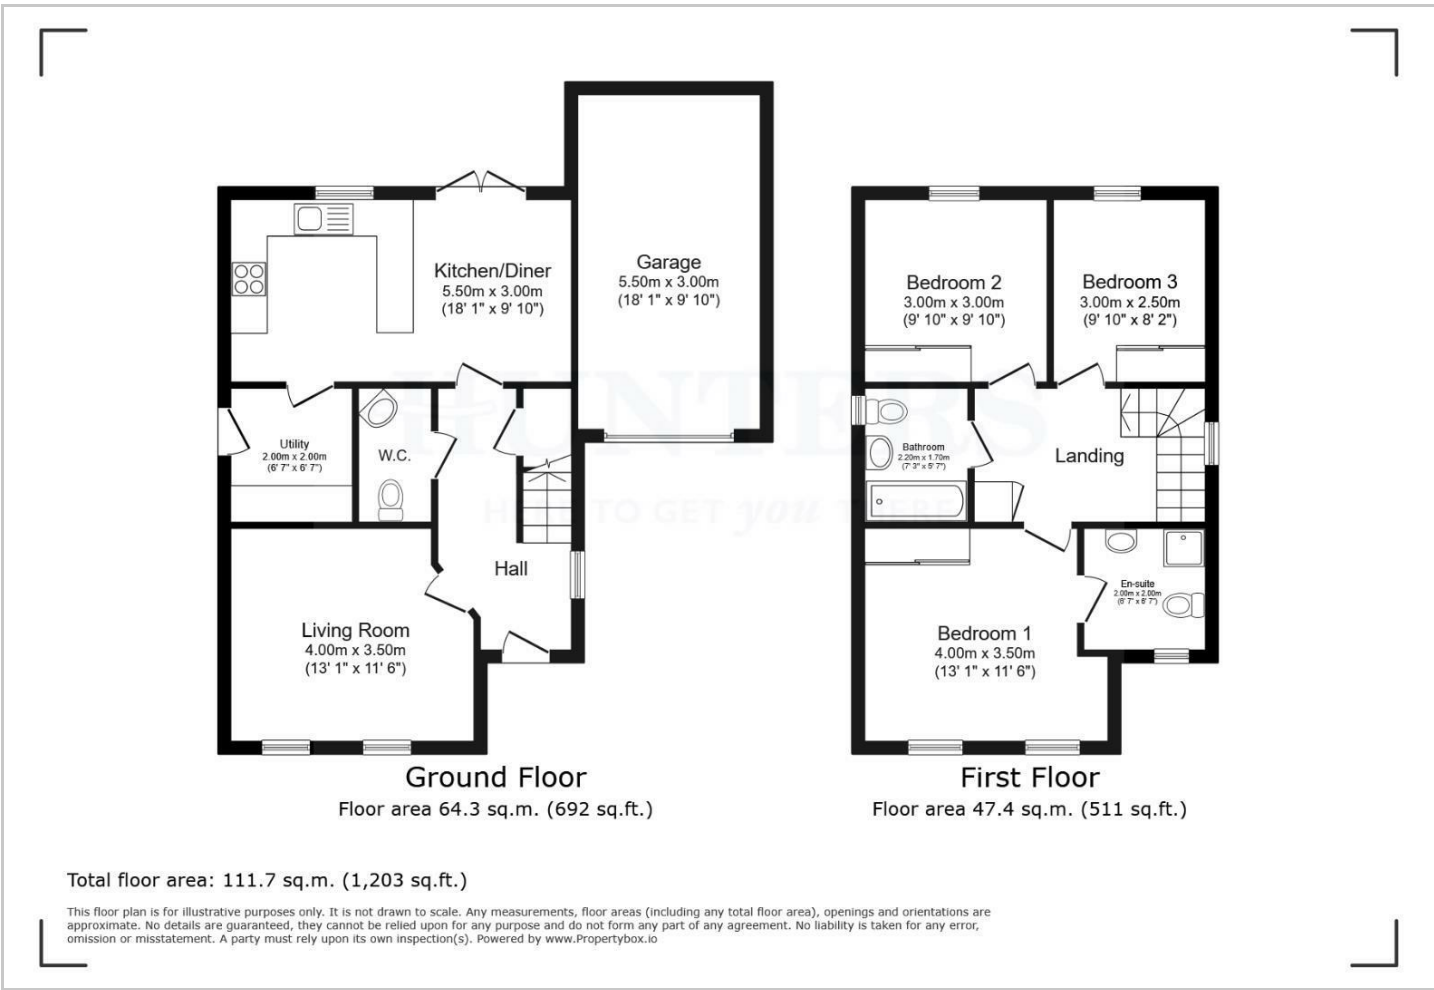 Garage
5.50m x 3.00m
(18' 1" x 9' 10")
Kitchen/Diner
5.50m x 3.00m
(18' 1" x 9' 10")
Utility
2.00m x 2.00m
(6' 7" x 6' 7")
W.C.
Hall
Living Room
4.00m x 3.50m
(13' 1" x 11' 6")
Ground Floor
Floor area 64.3 sq.m. (692 sq.ft.)
Bedroom 2
3.00m x 3.00m
(9' 10" x 9' 10")
Bedroom 3
3.00m x 2.50m
(9' 10" x 8' 2")
Bathroom
2.20m x 1.70m
(7' 3" x 5' 7")
Landing
En-suite
2.00m x 2.00m
(6' 7" x 6' 7")
Bedroom 1
4.00m x 3.50m
(13' 1" x 11' 6")
First Floor
Floor area 47.4 sq.m. (511 sq.ft.)
HUNTERS
HERE TO GET you THERE
Total floor area: 111.7 sq.m. (1,203 sq.ft.)
This floor plan is for illustrative purposes only. It is not drawn to scale. Any measurements, floor areas (including any total floor area), openings and orientations are
approximate. No details are guaranteed, they cannot be relied upon for any purpose and do not form any part of any agreement. No liability is taken for any error,
omission or misstatement. A party must rely upon its own inspection(s). Powered by www.Propertybox.io